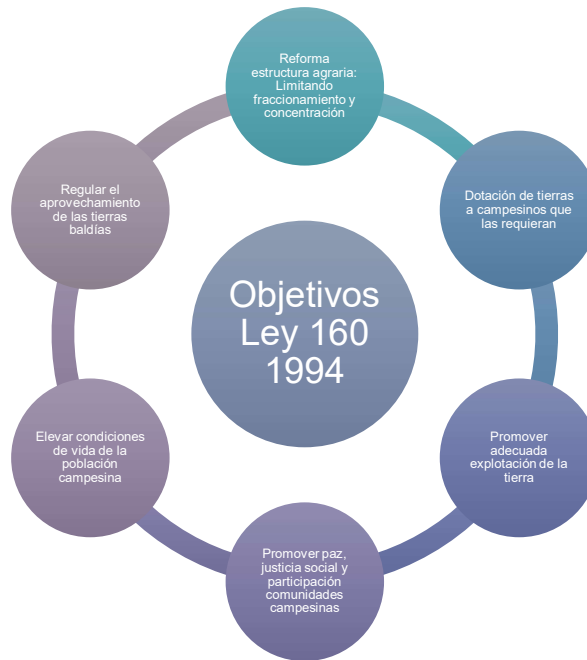 Reforma
estructura agraria:
Limitando
fraccionamiento y
concentración
Dotación de tierras
a campesinos que
las requieran
Promover
adecuada
explotación de la
tierra
Promover paz,
justicia social y
participación
comunidades
campesinas
Elevar condiciones
de vida de la
población
campesina
Regular el
aprovechamiento
de las tierras
baldías
Objetivos
Ley 160
1994